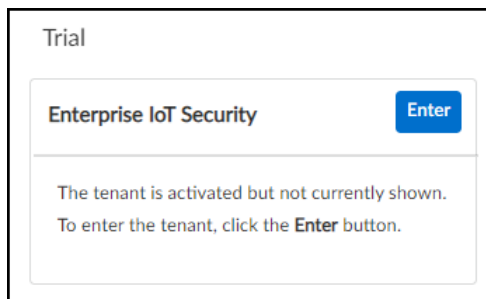 Trial
Enterprise IoT Security
Enter
The tenant is activated but not currently shown.
To enter the tenant, click the Enter button.